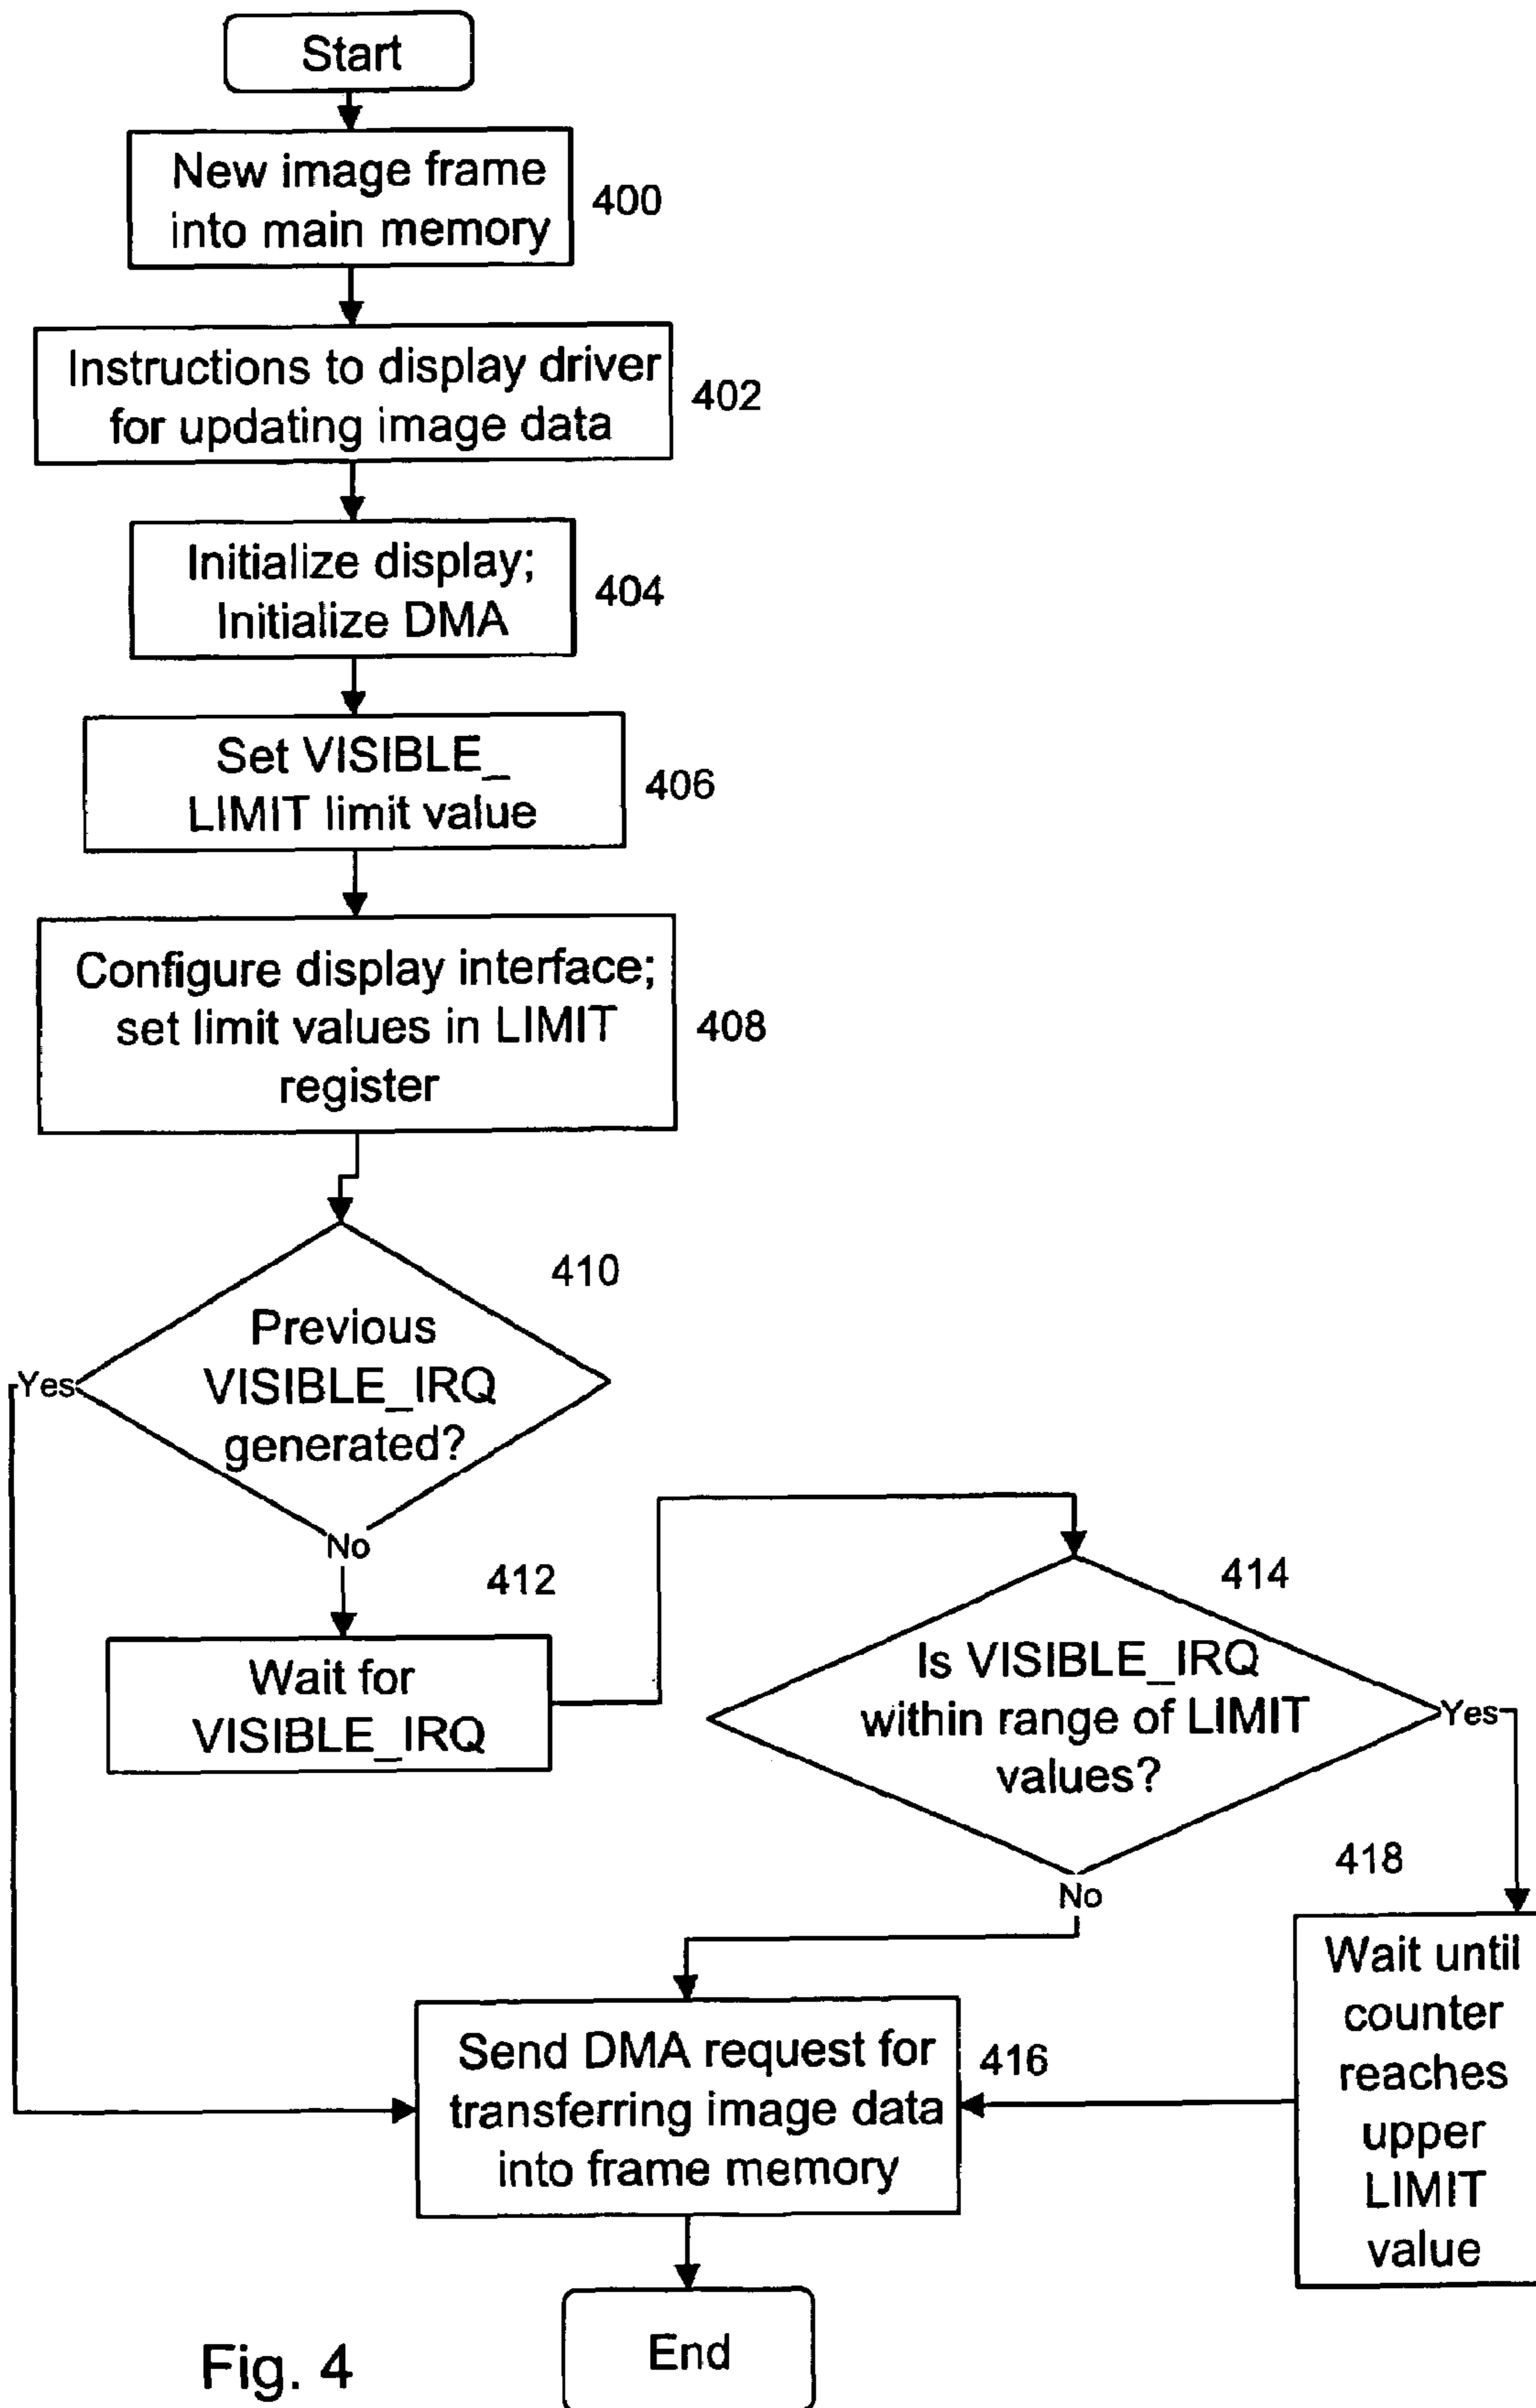 Start
New image frame
into main memory
400
Instructions to display driver
for updating image data
402
Initialize display;
Initialize DMA
404
Set VISIBLE_
LIMIT limit value
406
Configure display interface;
set limit values in LIMIT
register
408
410
Previous
VISIBLE_IRQ
generated?
Yes
No
412
Wait for
VISIBLE_IRQ
414
Is VISIBLE_IRQ
within range of LIMIT
values?
Yes
No
418
Wait until
counter
reaches
upper
LIMIT
value
Send DMA request for
transferring image data
into frame memory
416
End
Fig. 4